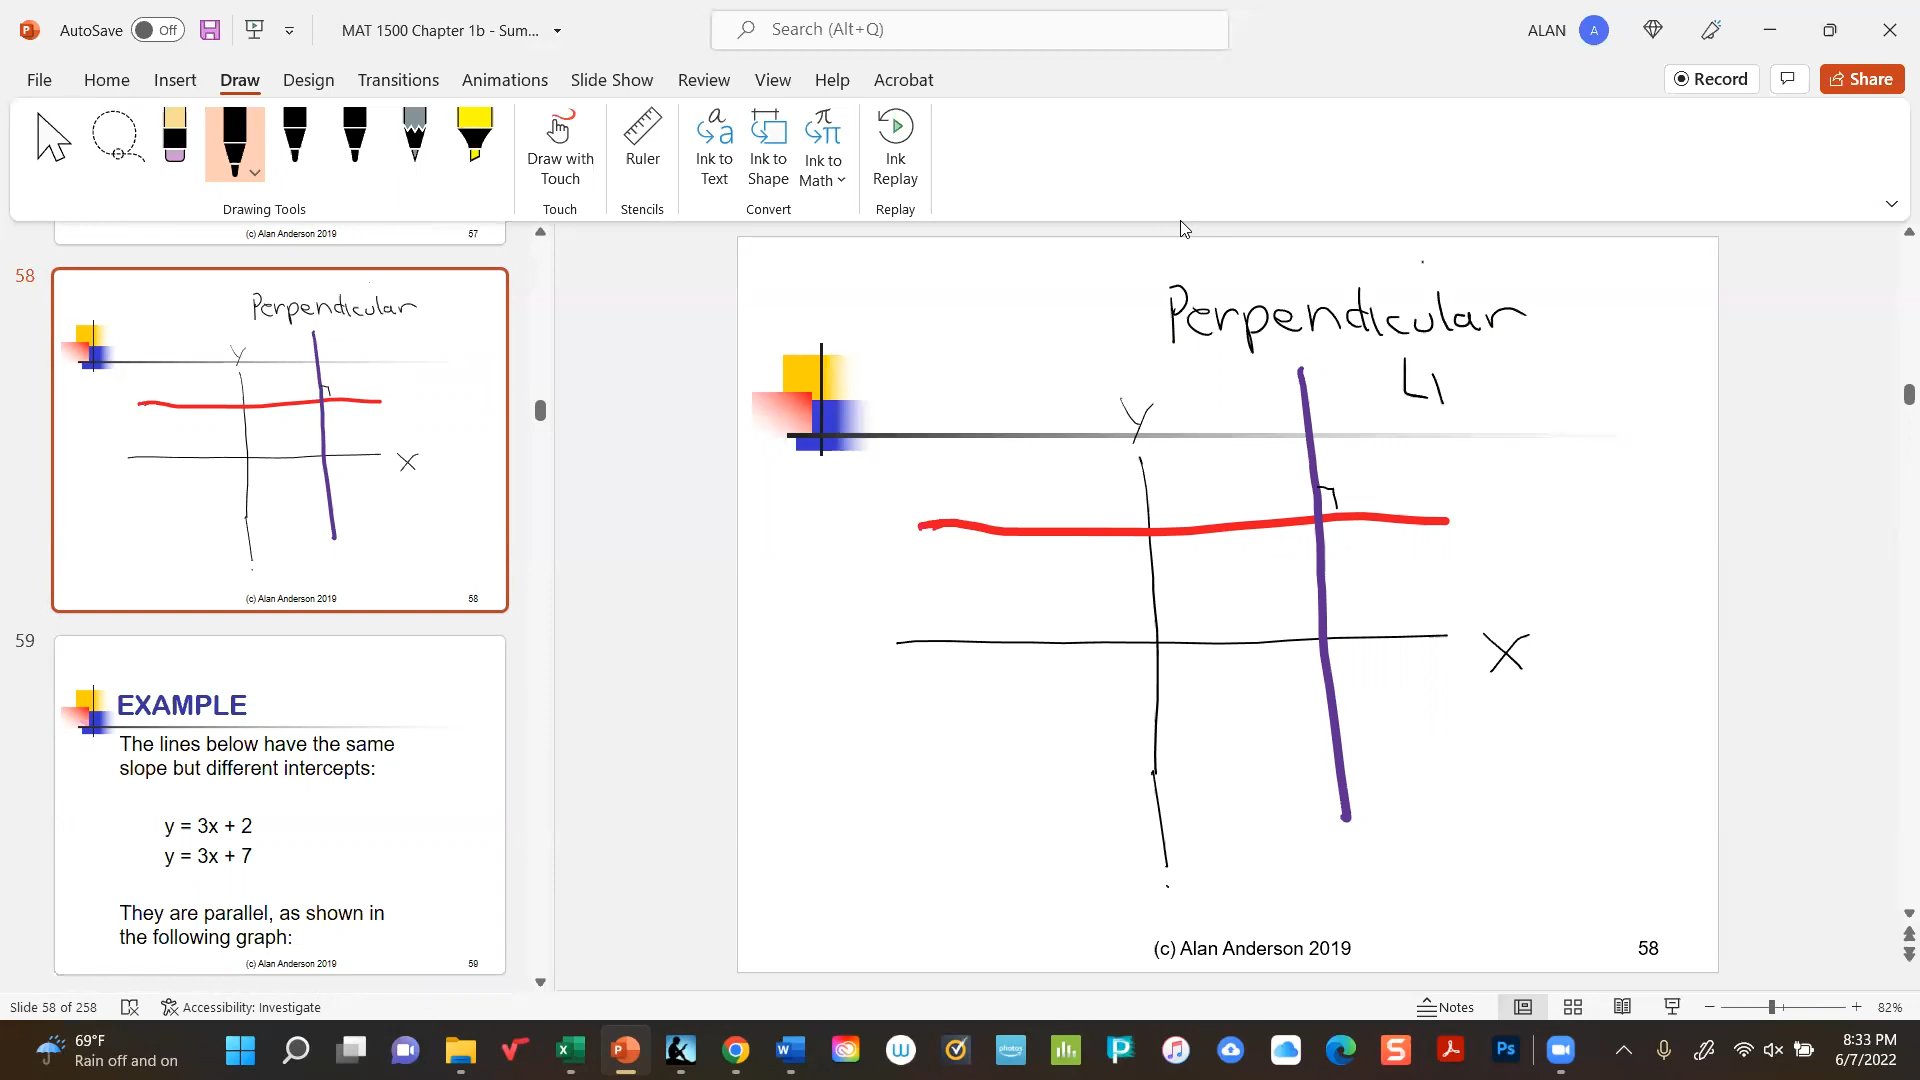 AutoSave Off MAT 1500 Chapter 1b - Sum... Search (Alt+Q) ALAN A
File Home Insert Draw Design Transitions Animations Slide Show Review View Help Acrobat Record Share
Draw with Touch
Ruler
Ink to Text
Ink to Shape
Ink to Math
Ink Replay
Drawing Tools Touch Stencils Convert Replay
(c) Alan Anderson 2019 57
58
Perpendicular
Y
X
(c) Alan Anderson 2019 58
59
EXAMPLE
The lines below have the same
slope but different intercepts:
y = 3x + 2
y = 3x + 7
They are parallel, as shown in
the following graph:
(c) Alan Anderson 2019 59
Perpendicular
Y
X
(c) Alan Anderson 2019 58
Slide 58 of 258 Accessibility: Investigate Notes 82%
69°F
Rain off and on
photos
Ps
8:33 PM
6/7/2022